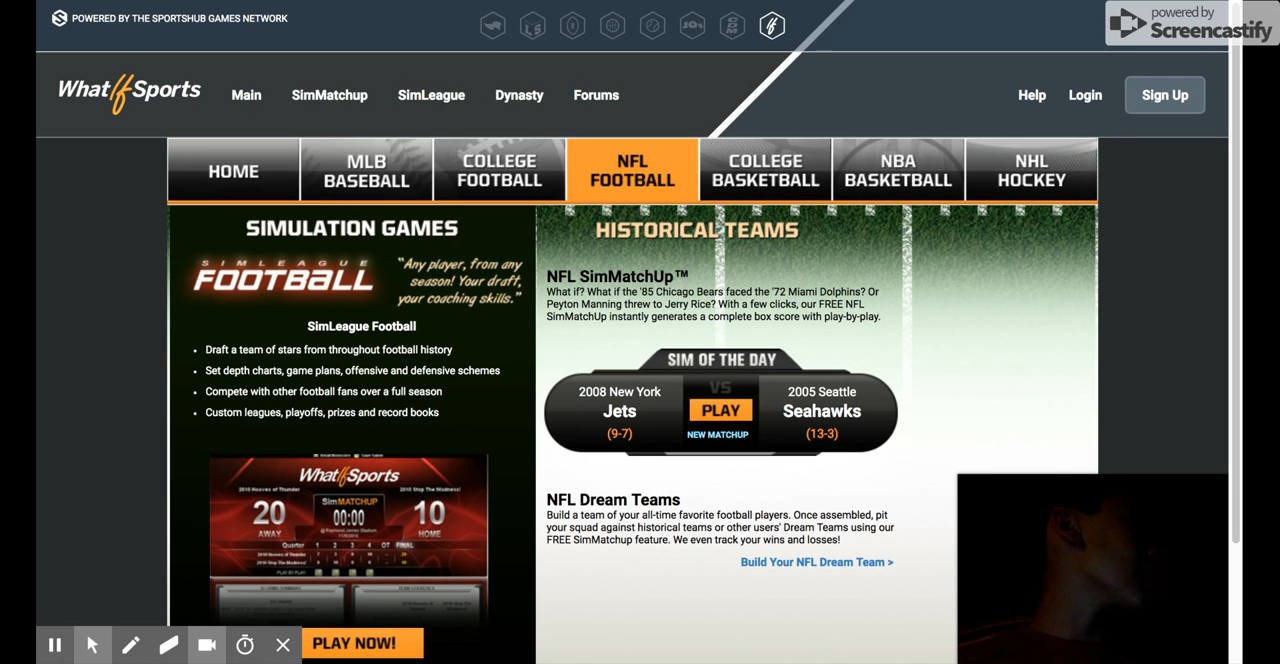 POWERED BY THE SPORTSHUB GAMES NETWORK
powered by
Screencastify
WhatifSports
Main
SimMatchup
SimLeague
Dynasty
Forums
Help
Login
Sign Up
HOME
MLB
BASEBALL
COLLEGE
FOOTBALL
NFL
FOOTBALL
COLLEGE
BASKETBALL
NBA
BASKETBALL
NHL
HOCKEY
SIMULATION GAMES
SIMLEAGUE
FOOTBALL
"Any player, from any
season! Your draft,
your coaching skills."
SimLeague Football
• Draft a team of stars from throughout football history
• Set depth charts, game plans, offensive and defensive schemes
• Compete with other football fans over a full season
• Custom leagues, playoffs, prizes and record books
WhatifSports
20
AWAY
SimMATCHUP
00:00
10
HOME
Quarter 1 2 3 4 OT FINAL
PLAY NOW!
HISTORICAL TEAMS
NFL SimMatchUp™
What if? What if the '85 Chicago Bears faced the '72 Miami Dolphins? Or
Peyton Manning threw to Jerry Rice? With a few clicks, our FREE NFL
SimMatchUp instantly generates a complete box score with play-by-play.
SIM OF THE DAY
2008 New York
Jets
(9-7)
VS
PLAY
NEW MATCHUP
2005 Seattle
Seahawks
(13-3)
NFL Dream Teams
Build a team of your all-time favorite football players. Once assembled, pit
your squad against historical teams or other users' Dream Teams using our
FREE SimMatchup feature. We even track your wins and losses!
Build Your NFL Dream Team >